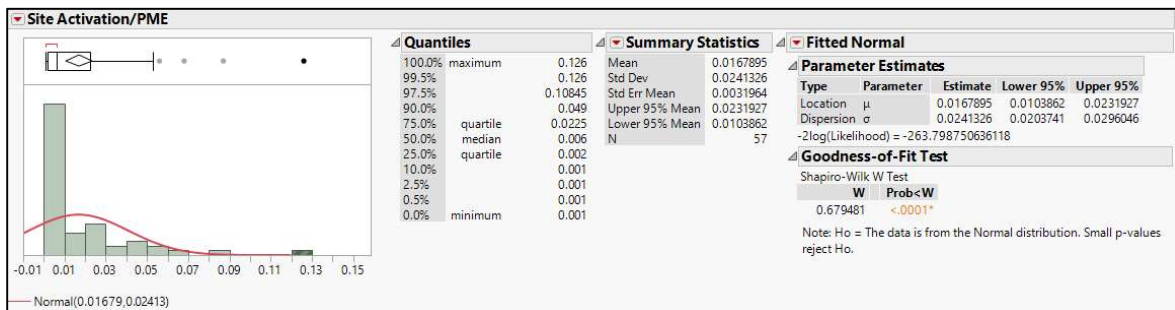 Site Activation/PME
-0.01 0.01 0.03 0.05 0.07 0.09 0.11 0.13 0.15
Normal(0.01679,0.02413)
Quantiles
100.0% maximum 0.126
99.5% 0.126
97.5% 0.10845
90.0% 0.049
75.0% quartile 0.0225
50.0% median 0.006
25.0% quartile 0.002
10.0% 0.001
2.5% 0.001
0.5% 0.001
0.0% minimum 0.001
Summary Statistics
Mean 0.0167895
Std Dev 0.0241326
Std Err Mean 0.0031964
Upper 95% Mean 0.0231927
Lower 95% Mean 0.0103862
N 57
Fitted Normal
Parameter Estimates
Type Parameter Estimate Lower 95% Upper 95%
Location μ 0.0167895 0.0103862 0.0231927
Dispersion σ 0.0241326 0.0203741 0.0296046
-2log(Likelihood) = -263.798750636118
Goodness-of-Fit Test
Shapiro-Wilk W Test
W Prob<W
0.679481 <.0001*
Note: Ho = The data is from the Normal distribution. Small p-values
reject Ho.